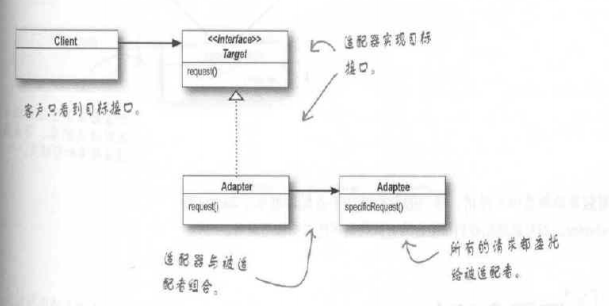 Client
<<interface>>
Target
request()
适配器实现目标
接口。
客户只看到目标接口。
Adapter
request()
Adaptee
specificRequest()
适配器与被适
配者组合。
所有的请求都委托
给被适配者。